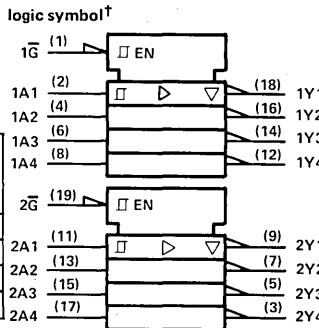 logic symbol†
1G̅ (1) EN
1A1 (2) (18) 1Y1
1A2 (4) (16) 1Y2
1A3 (6) (14) 1Y3
1A4 (8) (12) 1Y4
2G̅ (19) EN
2A1 (11) (9) 2Y1
2A2 (13) (7) 2Y2
2A3 (15) (5) 2Y3
2A4 (17) (3) 2Y4